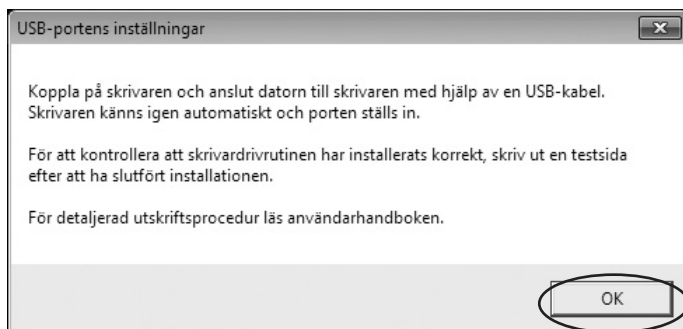 USB-portens inställningar
Koppla på skrivaren och anslut datorn till skrivaren med hjälp av en USB-kabel.
Skrivaren känns igen automatiskt och porten ställs in.
För att kontrollera att skrivardrivrutinen har installerats korrekt, skriv ut en testsida
efter att ha slutfört installationen.
För detaljerad utskriftsprocedur läs användarhandboken.
OK